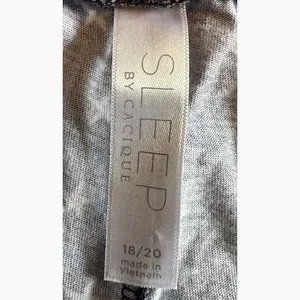 SLEEP
BY CACIQUE
18/20
made in
Vietnam